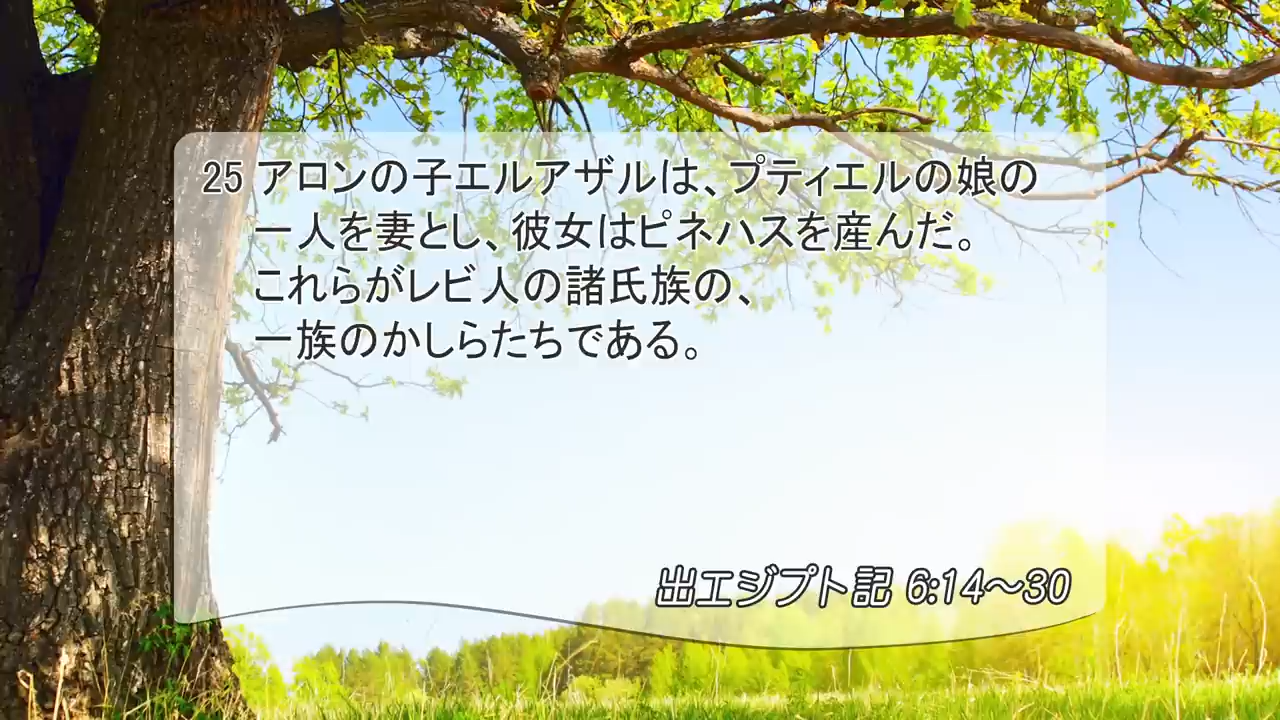 25 アロンの子エルアザルは、プティエルの娘の
一人を妻とし、彼女はピネハスを産んだ。
これらがレビ人の諸氏族の、
一族のかしらたちである。
出エジプト記 6:14～30